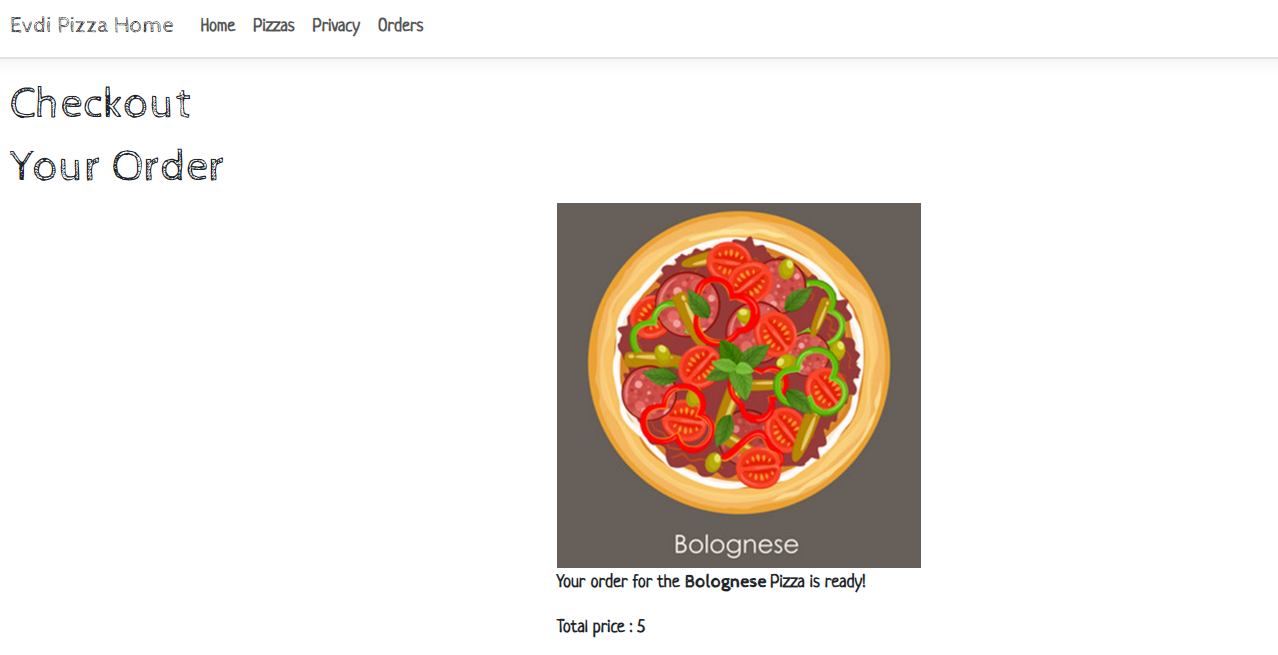 Evdi Pizza Home Home Pizzas Privacy Orders
Checkout
Your Order
Bolognese
Your order for the Bolognese Pizza is ready!
Total price : 5